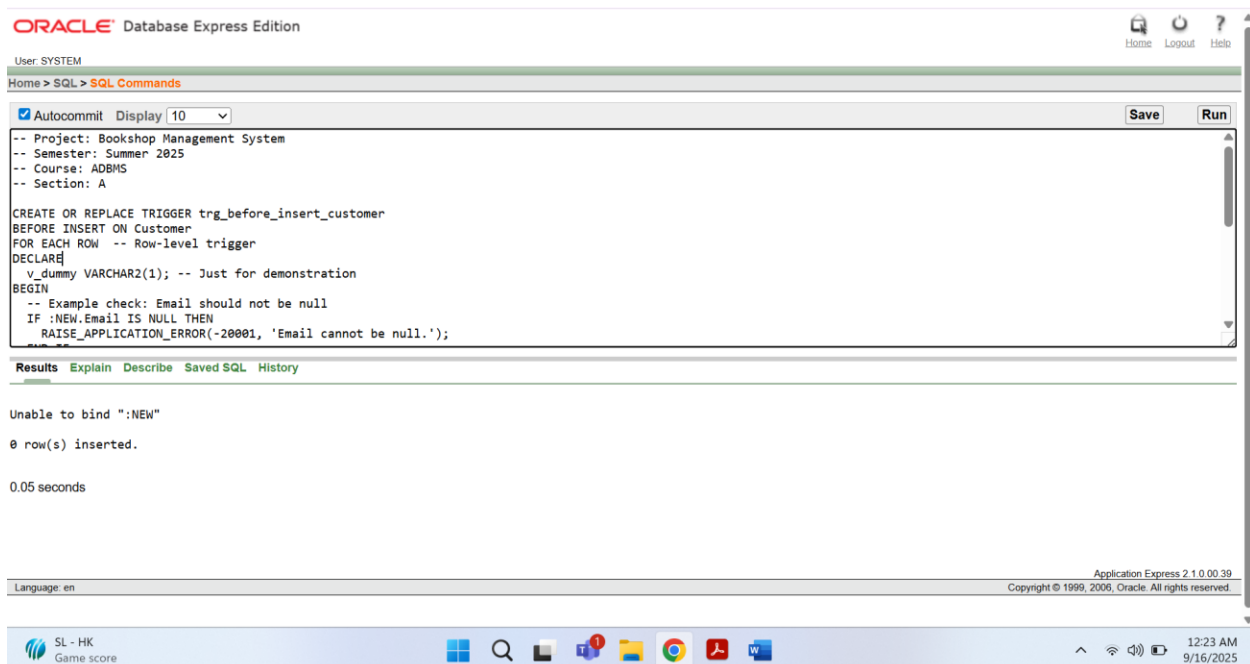 ORACLE Database Express Edition
Home Logout Help
User: SYSTEM
Home > SQL > SQL Commands
Autocommit Display 10 Save Run
-- Project: Bookshop Management System
-- Semester: Summer 2025
-- Course: ADBMS
-- Section: A
CREATE OR REPLACE TRIGGER trg_before_insert_customer
BEFORE INSERT ON Customer
FOR EACH ROW  -- Row-level trigger
DECLARE
  v_dummy VARCHAR2(1); -- Just for demonstration
BEGIN
  -- Example check: Email should not be null
  IF :NEW.Email IS NULL THEN
    RAISE_APPLICATION_ERROR(-20001, 'Email cannot be null.');
Results Explain Describe Saved SQL History
Unable to bind ":NEW"
0 row(s) inserted.
0.05 seconds
Application Express 2.1.0.00.39
Language: en Copyright © 1999, 2006, Oracle. All rights reserved.
SL - HK
Game score
1
12:23 AM
9/16/2025